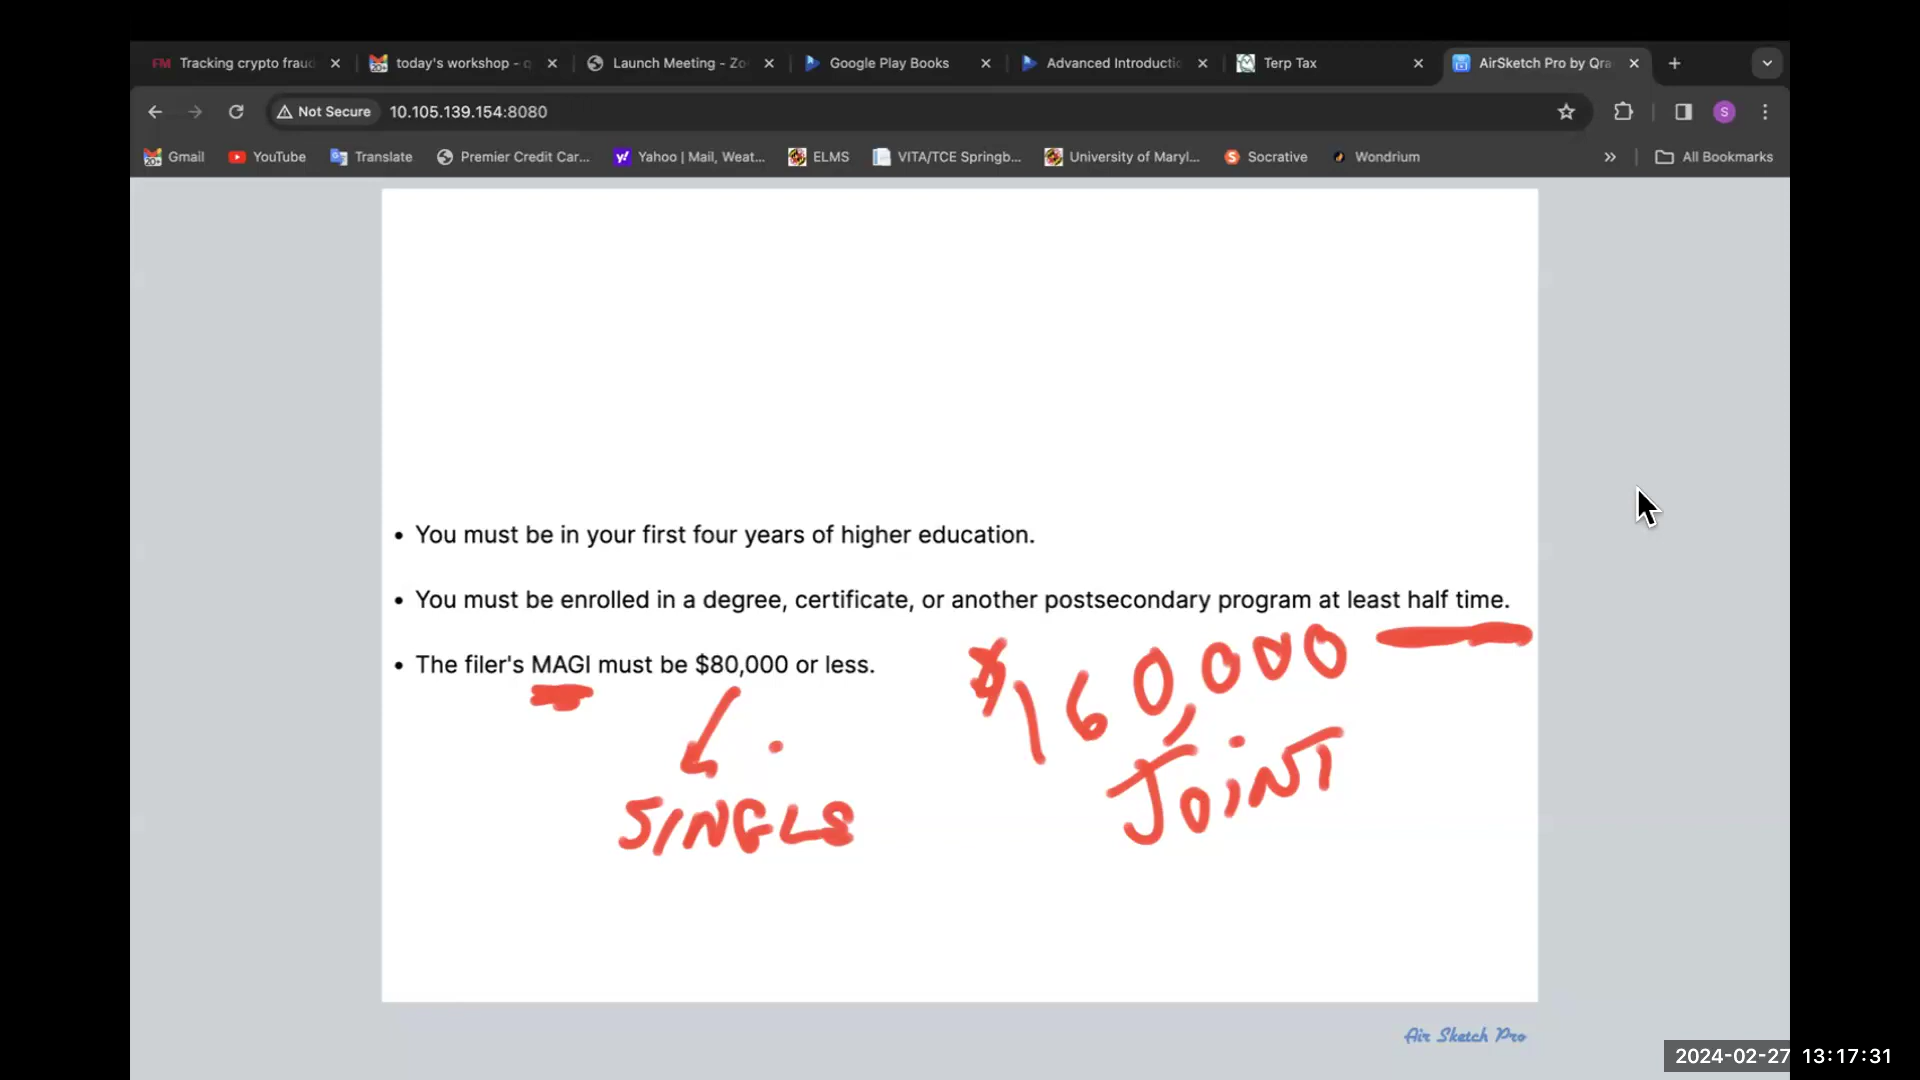 FM Tracking crypto fraud
today's workshop - q
Launch Meeting - Zo
Google Play Books
Advanced Introductio
Terp Tax
AirSketch Pro by Qra
Not Secure 10.105.139.154:8080
S
Gmail
YouTube
Translate
Premier Credit Car...
Yahoo | Mail, Weat...
ELMS
VITA/TCE Springb...
University of Maryl...
Socrative
Wondrium
All Bookmarks
• You must be in your first four years of higher education.
• You must be enrolled in a degree, certificate, or another postsecondary program at least half time.
• The filer's MAGI must be $80,000 or less.
$160,000
JOINT
SINGLE
Air Sketch Pro
2024-02-27 13:17:31